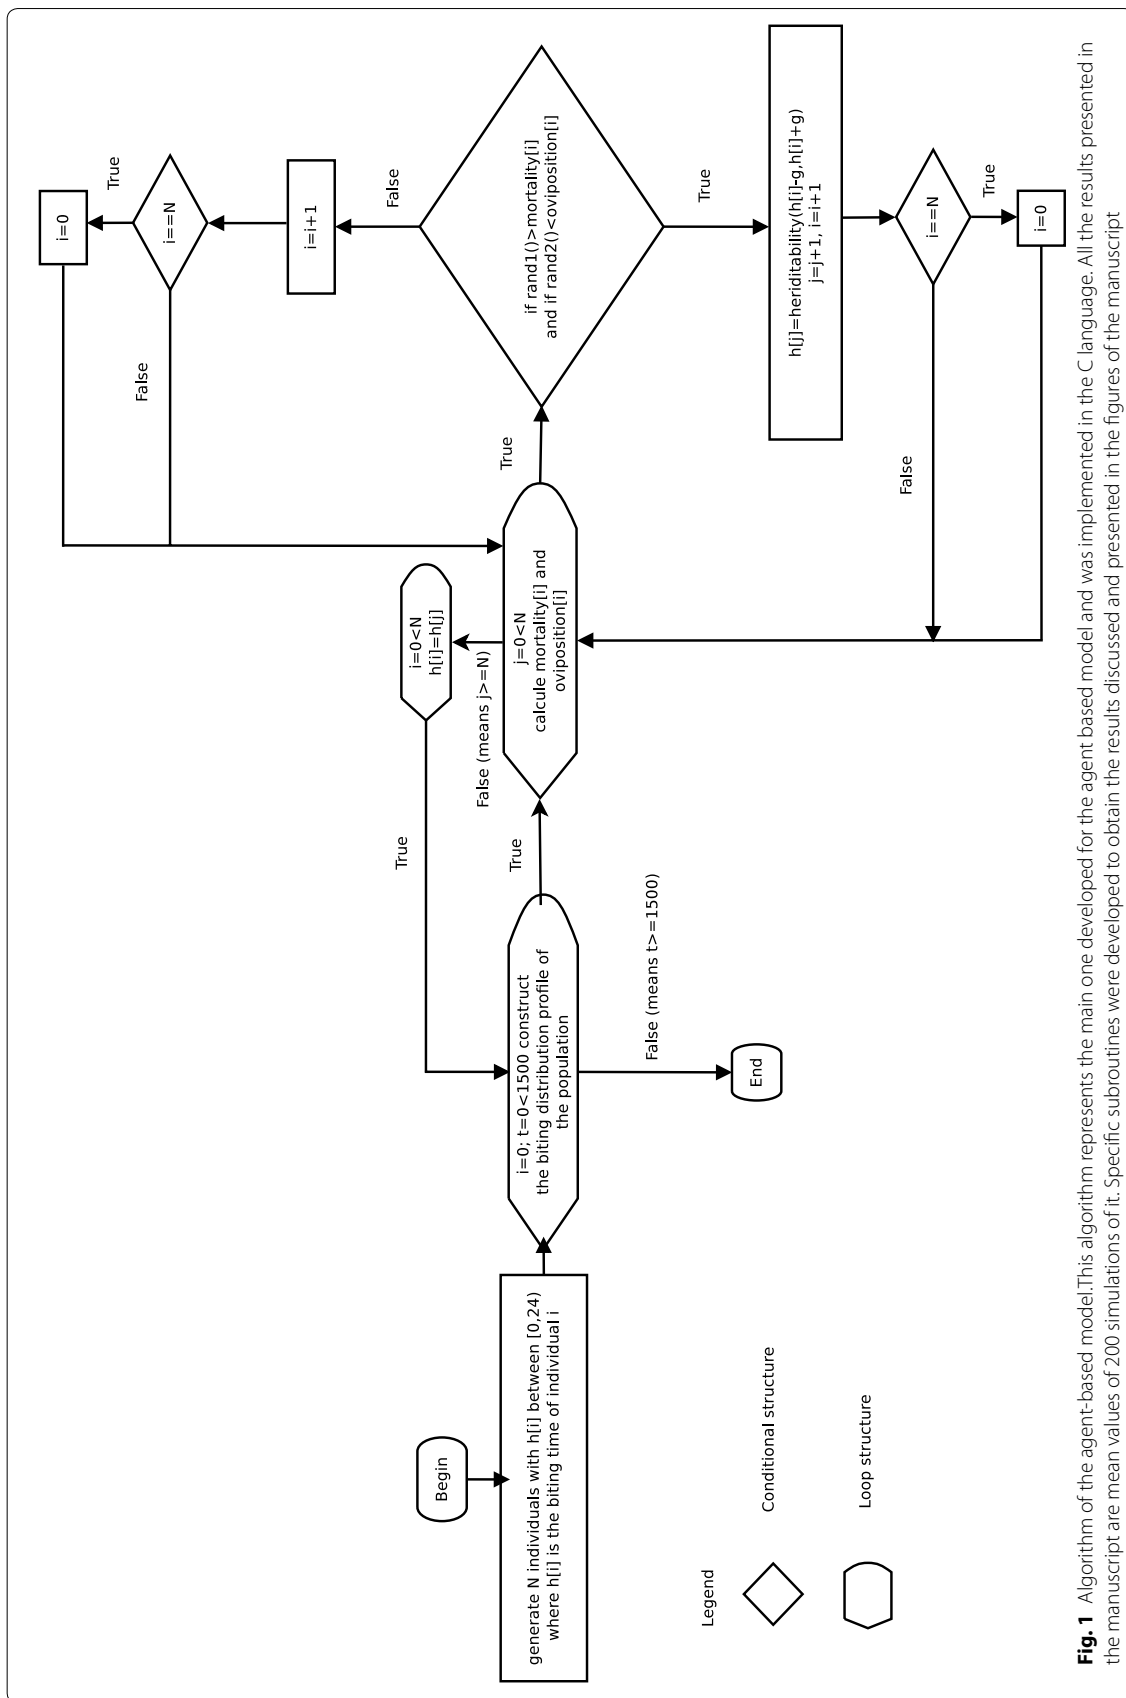 Begin
generate N individuals with h[i] between [0,24)
where h[i] is the biting time of individual i
i=0; t=0<1500 construct
the biting distribution profile of
the population
True
False (means t>=1500)
End
True
i=0<N
h[i]=h[j]
False (means j>=N)
j=0<N
calcule mortality[i] and
oviposition[i]
True
if rand1()>mortality[i]
and if rand2()<oviposition[i]
False
i=i+1
i==N
True
i=0
False
True
h[j]=heriditability(h[i]-g,h[i]+g)
j=j+1, i=i+1
i==N
True
i=0
False
Legend
Conditional structure
Loop structure
Fig. 1 Algorithm of the agent-based model.This algorithm represents the main one developed for the agent based model and was implemented in the C language. All the results presented in
the manuscript are mean values of 200 simulations of it. Specific subroutines were developed to obtain the results discussed and presented in the figures of the manuscript